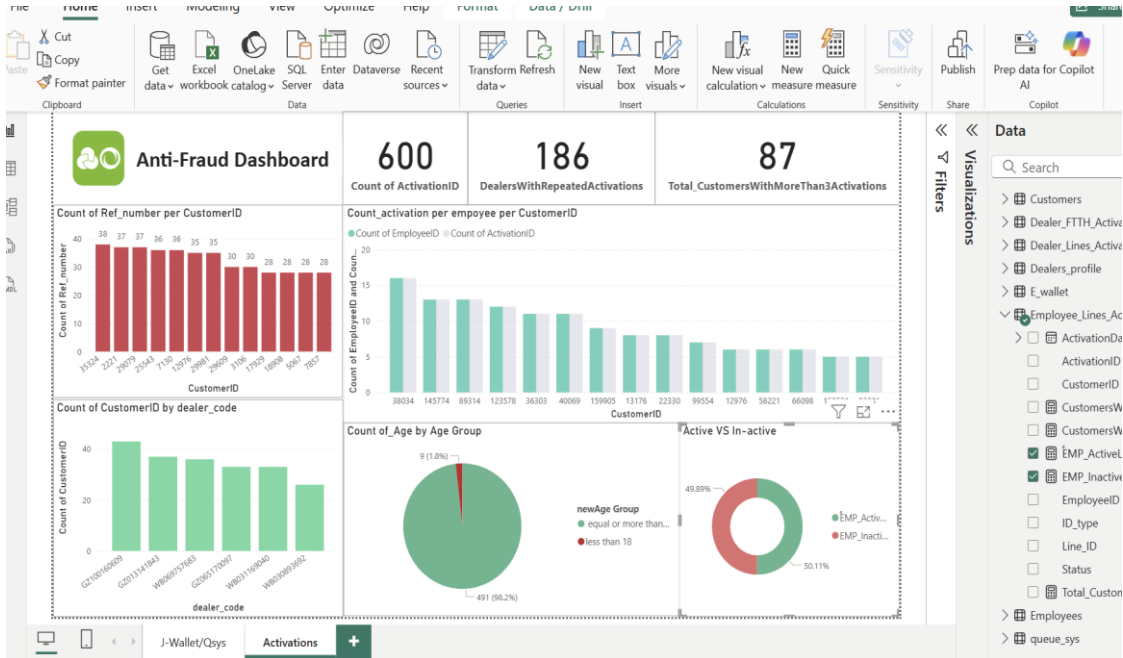 File Home Insert Modeling View Optimize Help Format Data / Drill Share
Paste
Cut
Copy
Format painter
Clipboard
Get data
Excel workbook
OneLake catalog
SQL Server
Enter data
Dataverse
Recent sources
Data
Transform data
Refresh
Queries
New visual
Text box
More visuals
Insert
New visual calculation
New measure
Quick measure
Calculations
Sensitivity
Sensitivity
Publish
Share
Prep data for AI
Copilot
Copilot
Anti-Fraud Dashboard
600
Count of ActivationID
186
DealersWithRepeatedActivations
87
Total_CustomersWithMoreThan3Activations
Count of Ref_number per CustomerID
Count of Ref_number
40
30
20
10
0
38 37 37 36 36 35 35 30 30 28 28 28 28
35324 2221 29079 25543 7130 12976 29981 29609 3106 17929 18908 5067 7857
CustomerID
Count_activation per empoyee per CustomerID
Count of EmployeeID Count of ActivationID
Count of EmployeeID and Coun...
20
15
10
5
0
38034 145774 89314 123578 36303 40069 159905 13176 22330 99554 12976 58221 66098
CustomerID
Count of CustomerID by dealer_code
Count of CustomerID
40
20
0
GZ100160609 GZ013141843 WB069757683 GZ065170097 WB031169040 WB030893692
dealer_code
Count of_Age by Age Group
9 (1.8%)
491 (98.2%)
newAge Group
equal or more than...
less than 18
Active VS In-active
49.89%
50.11%
EMP_Activ...
EMP_Inacti...
Filters
Visualizations
Data
Search
Customers
Dealer_FTTH_Activa
Dealer_Lines_Activa
Dealers_profile
E_wallet
Employee_Lines_Ac
ActivationDa
ActivationID
CustomerID
CustomersW
CustomersW
EMP_ActiveL
EMP_Inactive
EmployeeID
ID_type
Line_ID
Status
Total_Custom
Employees
queue_sys
J-Wallet/Qsys
Activations